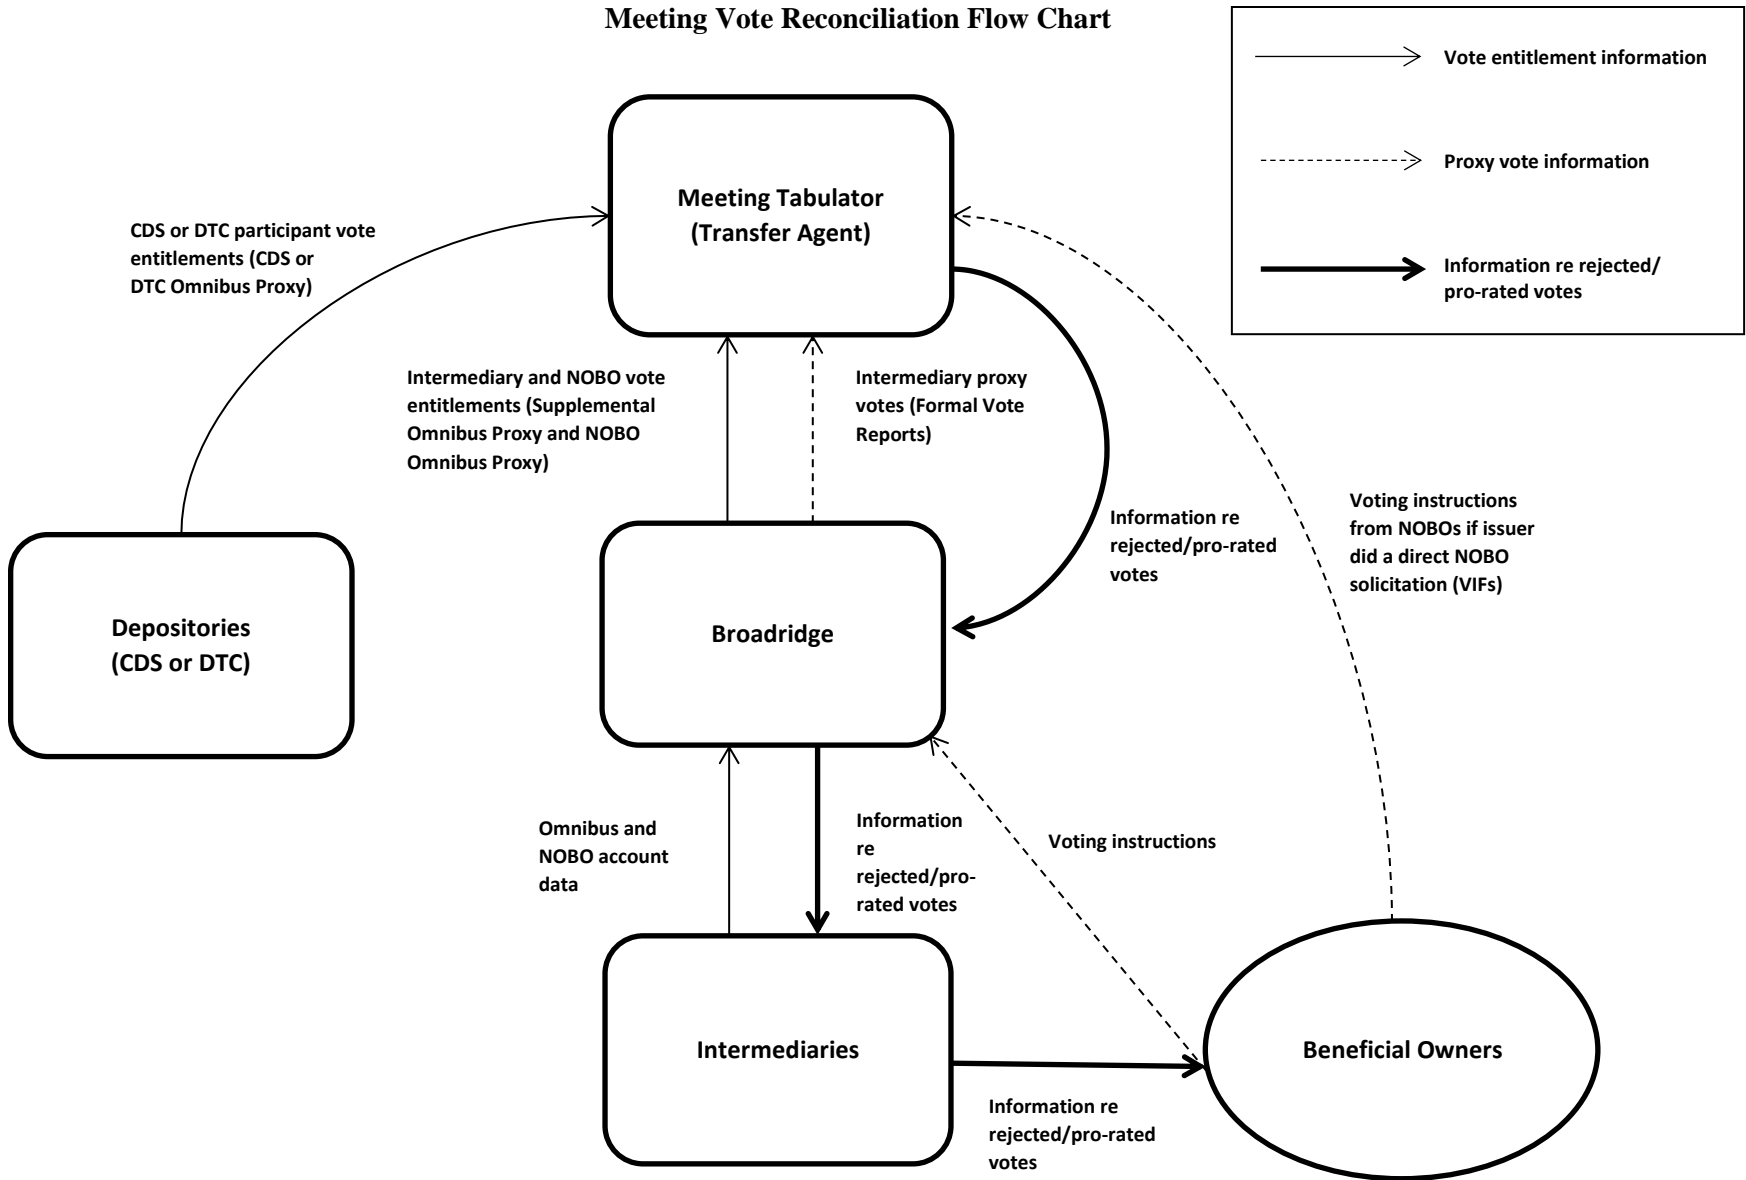 Meeting Vote Reconciliation Flow Chart
Vote entitlement information
Proxy vote information
Information re rejected/
pro-rated votes
Meeting Tabulator
(Transfer Agent)
CDS or DTC participant vote
entitlements (CDS or
DTC Omnibus Proxy)
Intermediary and NOBO vote
entitlements (Supplemental
Omnibus Proxy and NOBO
Omnibus Proxy)
Intermediary proxy
votes (Formal Vote
Reports)
Information re
rejected/pro-rated
votes
Voting instructions
from NOBOs if issuer
did a direct NOBO
solicitation (VIFs)
Depositories
(CDS or DTC)
Broadridge
Omnibus and
NOBO account
data
Information
re
rejected/pro-
rated votes
Voting instructions
Intermediaries
Beneficial Owners
Information re
rejected/pro-rated
votes